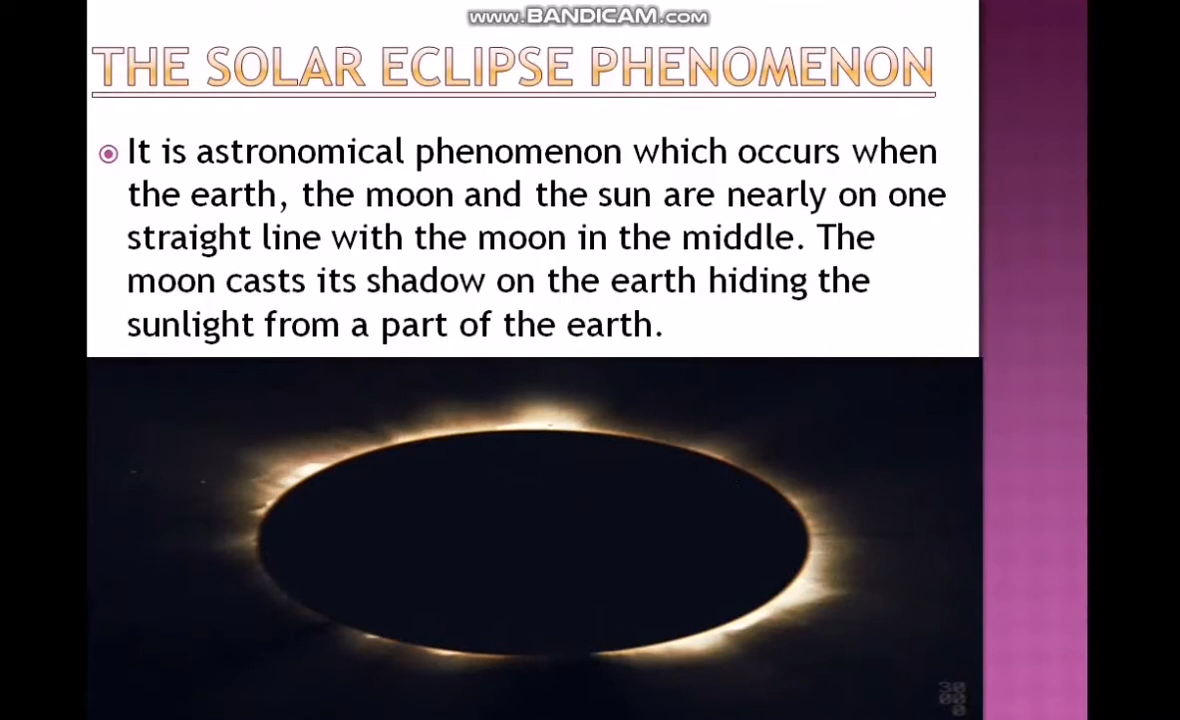 www.BANDICAM.com
THE SOLAR ECLIPSE PHENOMENON
It is astronomical phenomenon which occurs when
the earth, the moon and the sun are nearly on one
straight line with the moon in the middle. The
moon casts its shadow on the earth hiding the
sunlight from a part of the earth.